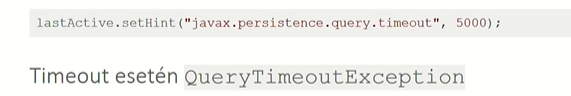 lastActive.setHint("javax.persistence.query.timeout", 5000);
Timeout esetén QueryTimeoutException